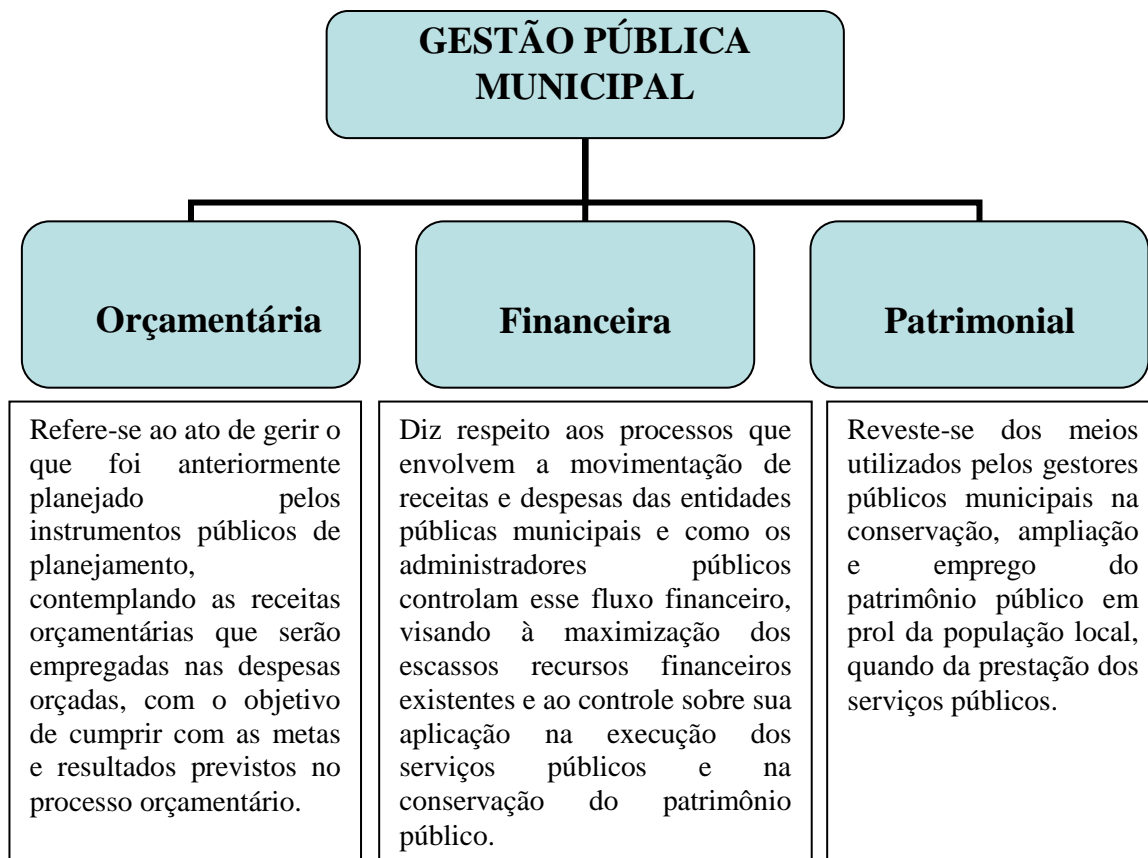 GESTÃO PÚBLICA
MUNICIPAL
Orçamentária
Financeira
Patrimonial
Refere-se ao ato de gerir o
que foi anteriormente
planejado pelos
instrumentos públicos de
planejamento,
contemplando as receitas
orçamentárias que serão
empregadas nas despesas
orçadas, com o objetivo
de cumprir com as metas
e resultados previstos no
processo orçamentário.
Diz respeito aos processos que
envolvem a movimentação de
receitas e despesas das entidades
públicas municipais e como os
administradores públicos
controlam esse fluxo financeiro,
visando à maximização dos
escassos recursos financeiros
existentes e ao controle sobre sua
aplicação na execução dos
serviços públicos e na
conservação do patrimônio
público.
Reveste-se dos meios
utilizados pelos gestores
públicos municipais na
conservação, ampliação
e emprego do
patrimônio público em
prol da população local,
quando da prestação dos
serviços públicos.